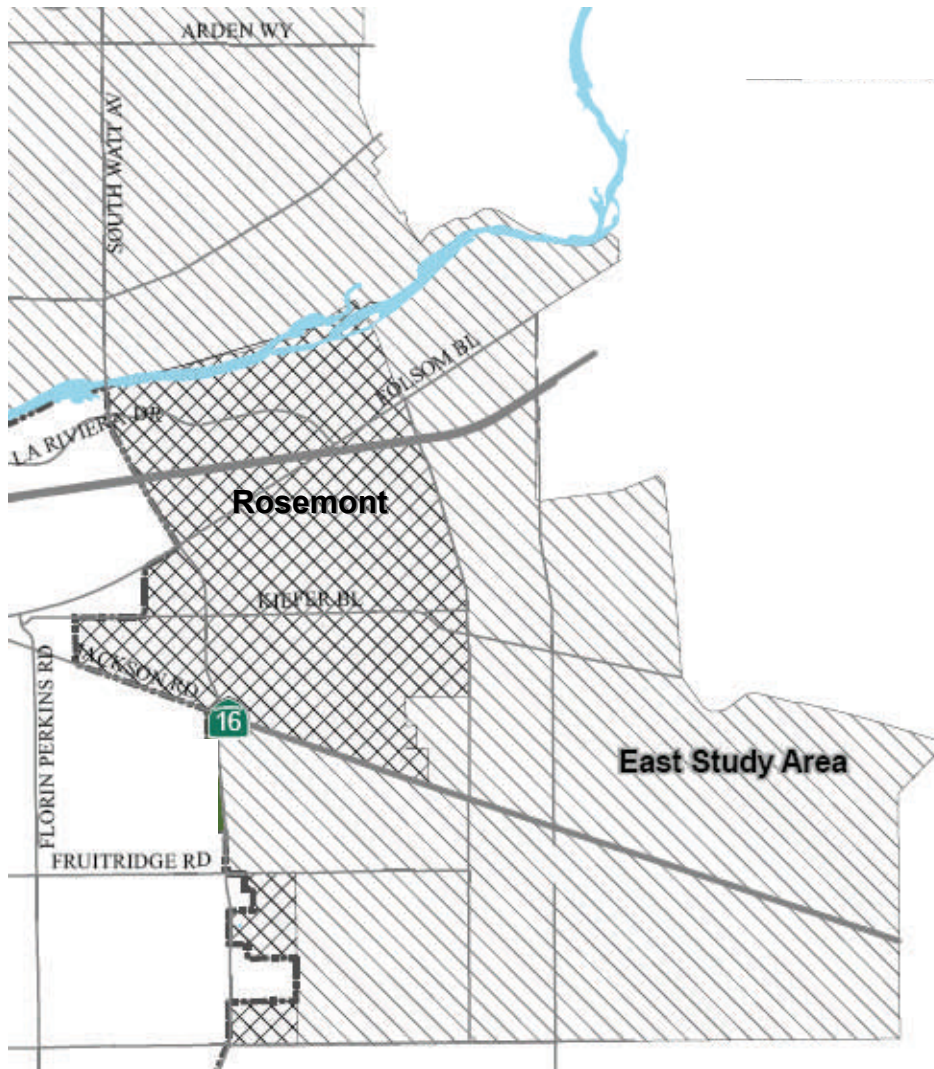 ARDEN WY
SOUTH WATT AV
FOLSOM BL
LA RIVIERA DR
Rosemont
KIEFER BL
JACKSON RD
16
FLORIN PERKINS RD
East Study Area
FRUITRIDGE RD